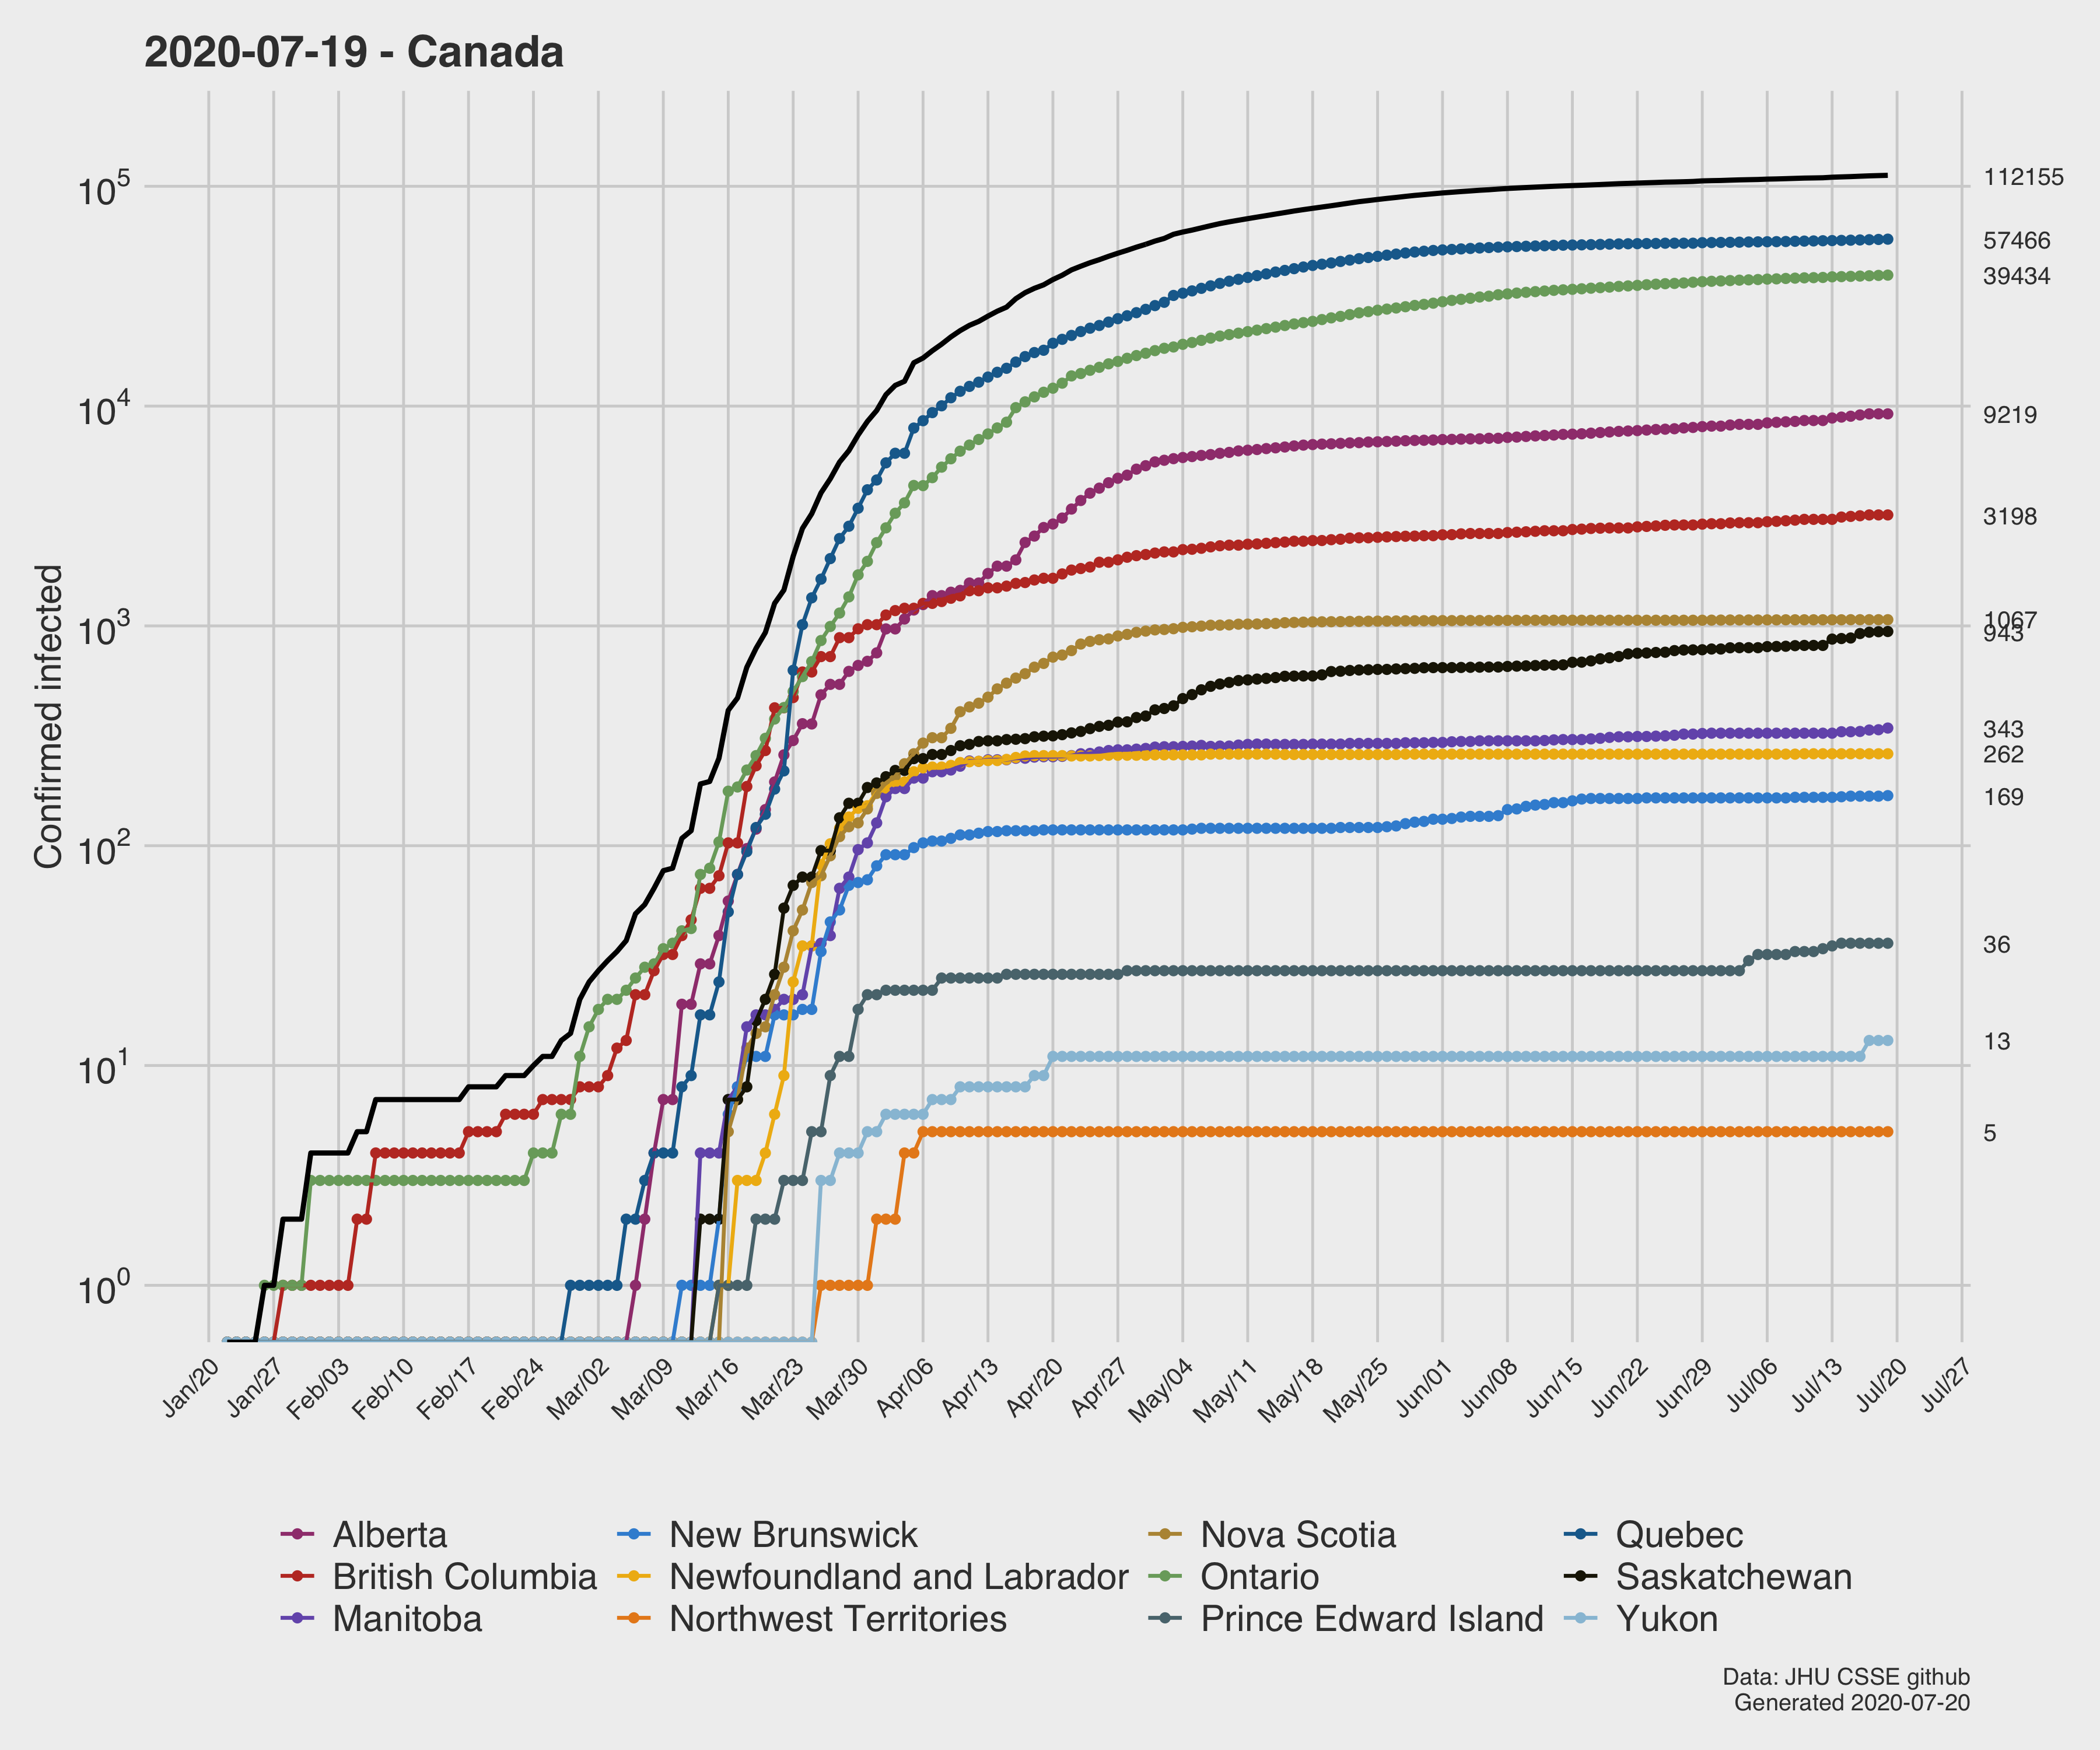 2020-07-19 - Canada
Confirmed infected
10^5
10^4
10^3
10^2
10^1
10^0
112155
57466
39434
9219
3198
1067
943
343
262
169
36
13
5
Jan/20
Jan/27
Feb/03
Feb/10
Feb/17
Feb/24
Mar/02
Mar/09
Mar/16
Mar/23
Mar/30
Apr/06
Apr/13
Apr/20
Apr/27
May/04
May/11
May/18
May/25
Jun/01
Jun/08
Jun/15
Jun/22
Jun/29
Jul/06
Jul/13
Jul/20
Jul/27
Alberta New Brunswick Nova Scotia Quebec
British Columbia Newfoundland and Labrador Ontario Saskatchewan
Manitoba Northwest Territories Prince Edward Island Yukon
Data: JHU CSSE github
Generated 2020-07-20